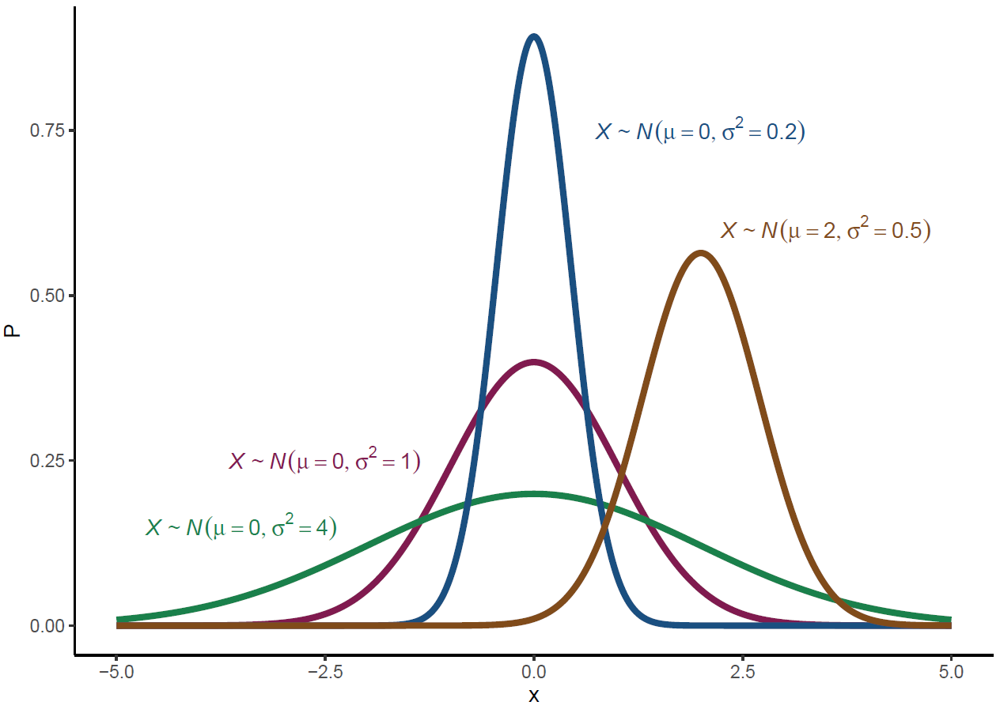 0.75
X ~ N(μ = 0, σ² = 0.2)
X ~ N(μ = 2, σ² = 0.5)
0.50
P
X ~ N(μ = 0, σ² = 1)
0.25
X ~ N(μ = 0, σ² = 4)
0.00
−5.0 −2.5 0.0 2.5 5.0
x